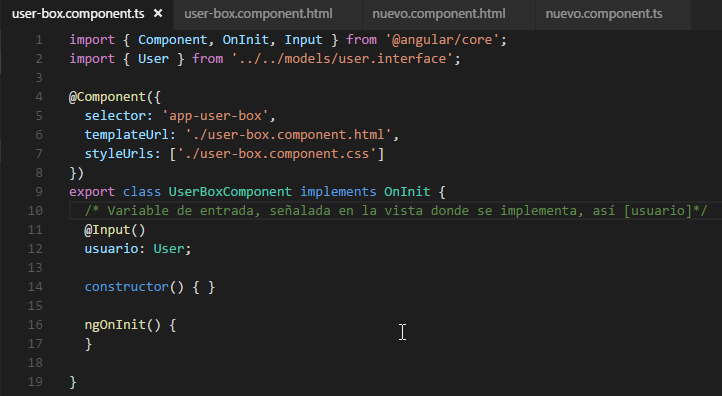 user-box.component.ts × user-box.component.html nuevo.component.html nuevo.component.ts
1 import { Component, OnInit, Input } from '@angular/core';
2 import { User } from '../../models/user.interface';
3
4 @Component({
5 selector: 'app-user-box',
6 templateUrl: './user-box.component.html',
7 styleUrls: ['./user-box.component.css']
8 })
9 export class UserBoxComponent implements OnInit {
10 /* Variable de entrada, señalada en la vista donde se implementa, así [usuario]*/
11 @Input()
12 usuario: User;
13
14 constructor() { }
15
16 ngOnInit() {
17 }
18
19 }